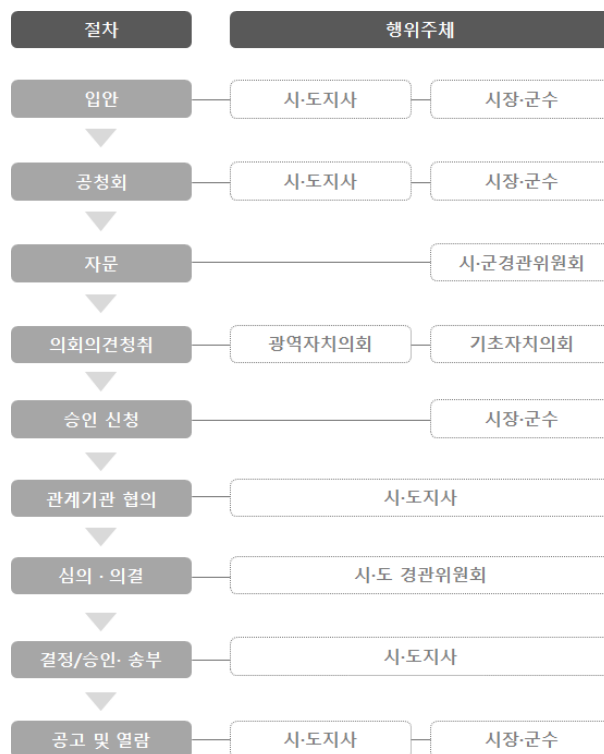 절차 행위주체
입안 시·도지사 시장·군수
공청회 시·도지사 시장·군수
자문 시·군경관위원회
의회의견청취 광역자치의회 기초자치의회
승인 신청 시장·군수
관계기관 협의 시·도지사
심의 · 의결 시·도 경관위원회
결정/승인· 송부 시·도지사
공고 및 열람 시·도지사 시장·군수